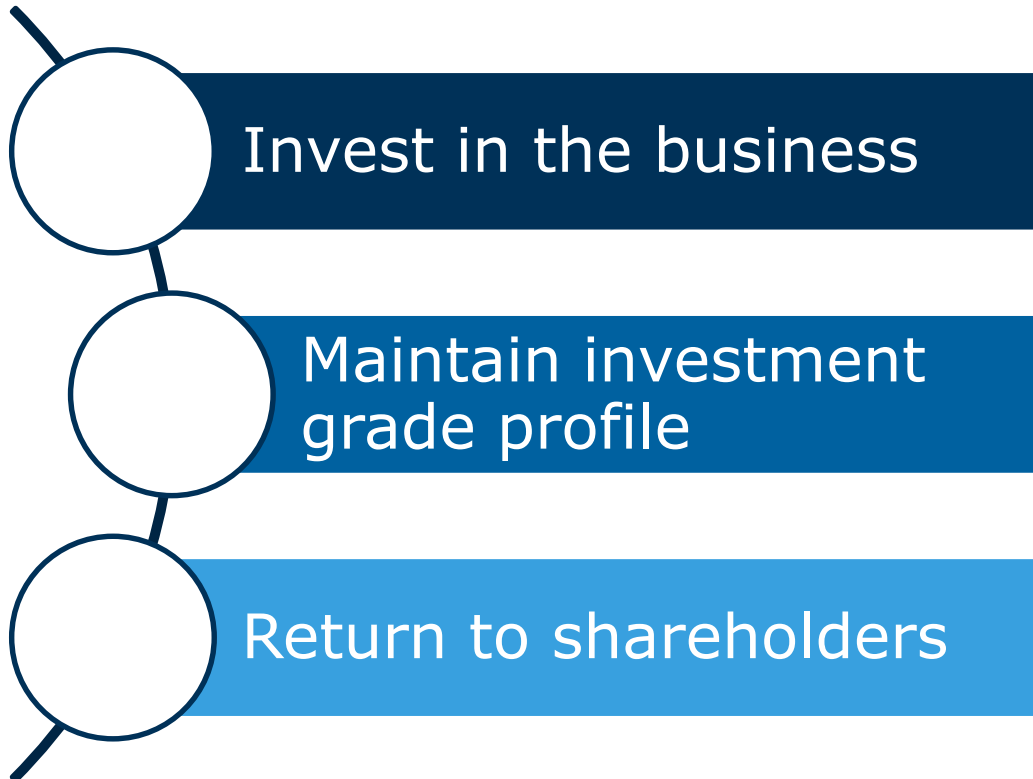 Invest in the business
Maintain investment
grade profile
Return to shareholders